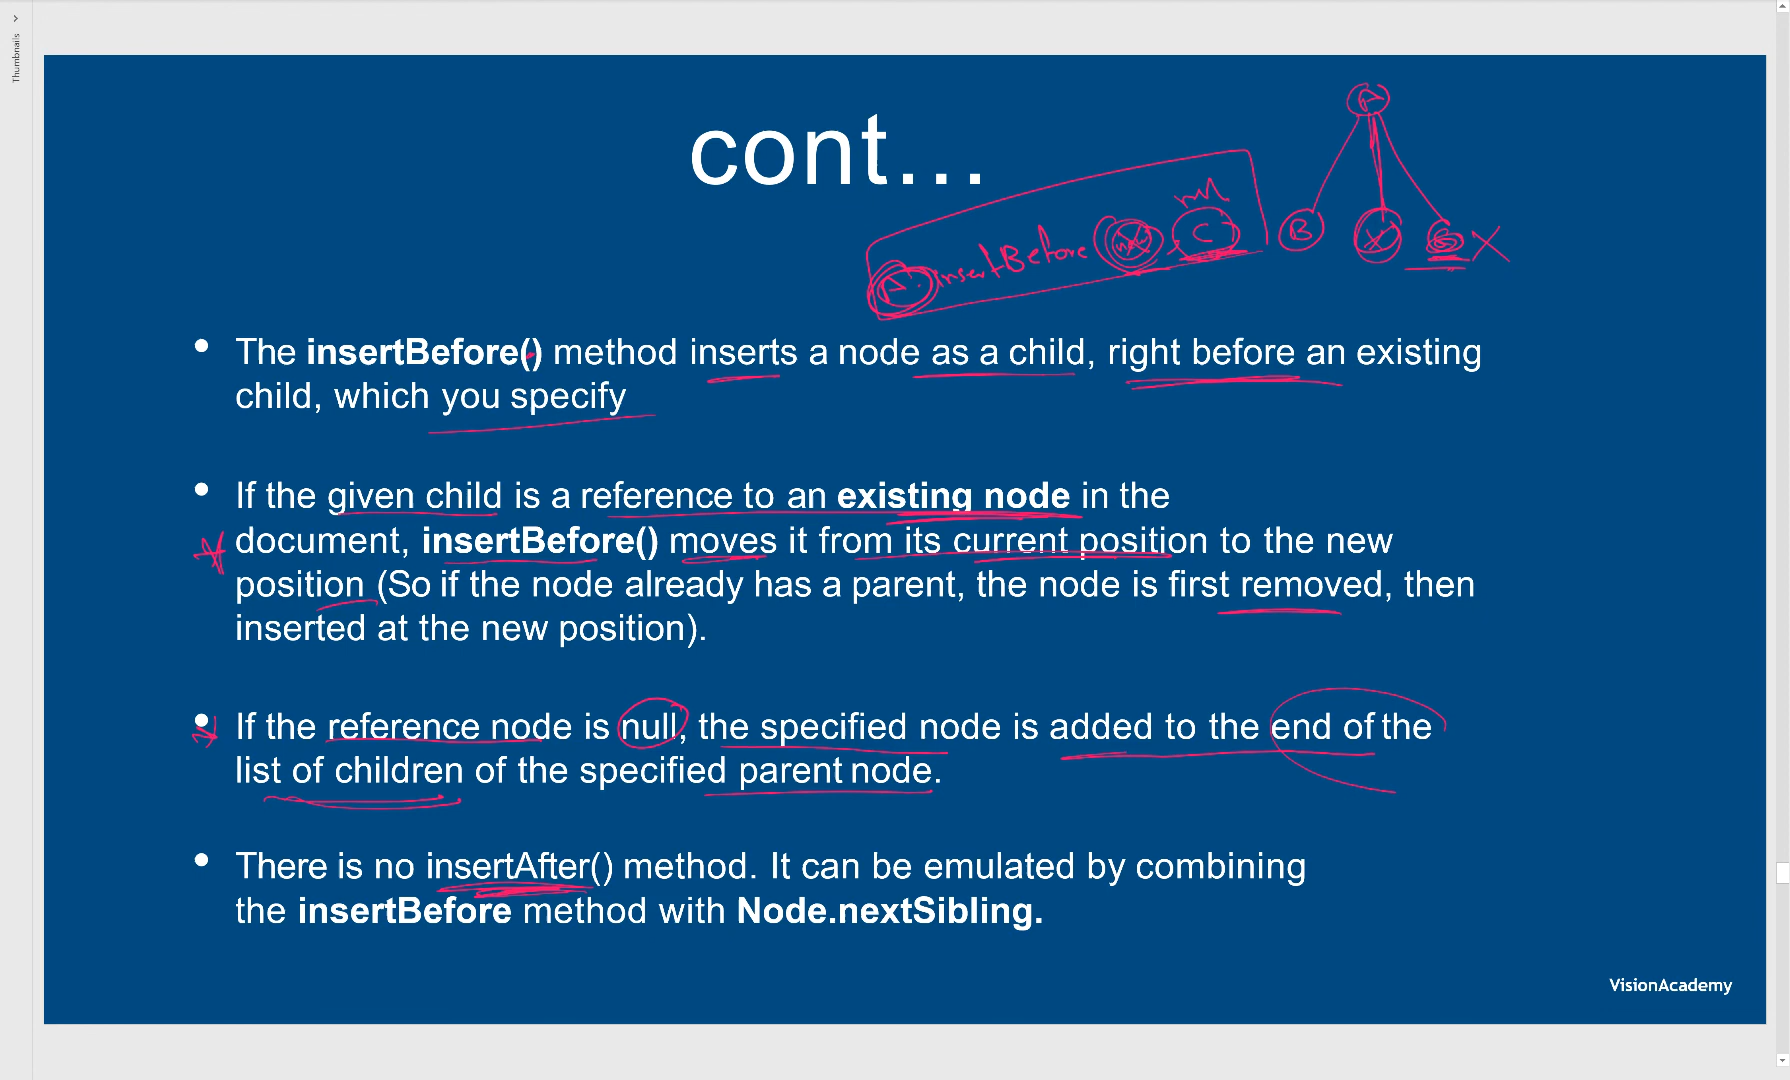 Thumbnails
cont...
A
A. insertBefore new C
null
B X
X
• The insertBefore() method inserts a node as a child, right before an existing
child, which you specify
• If the given child is a reference to an existing node in the
document, insertBefore() moves it from its current position to the new
position (So if the node already has a parent, the node is first removed, then
inserted at the new position).
• If the reference node is null, the specified node is added to the end of the
list of children of the specified parent node.
• There is no insertAfter() method. It can be emulated by combining
the insertBefore method with Node.nextSibling.
VisionAcademy